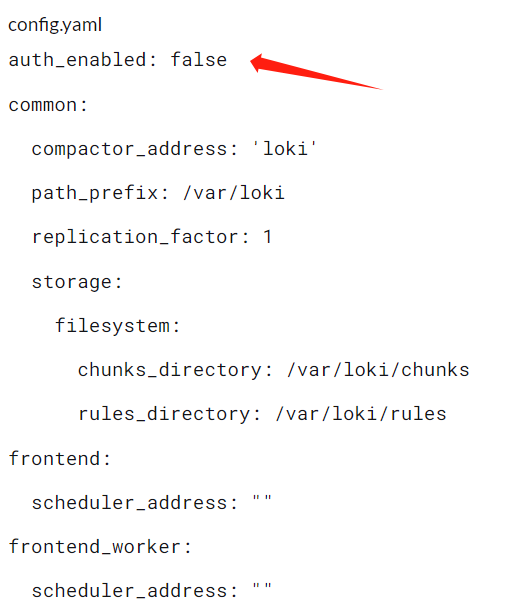 config.yaml
auth_enabled: false
common:
  compactor_address: 'loki'
  path_prefix: /var/loki
  replication_factor: 1
  storage:
    filesystem:
      chunks_directory: /var/loki/chunks
      rules_directory: /var/loki/rules
frontend:
  scheduler_address: ""
frontend_worker:
  scheduler_address: ""